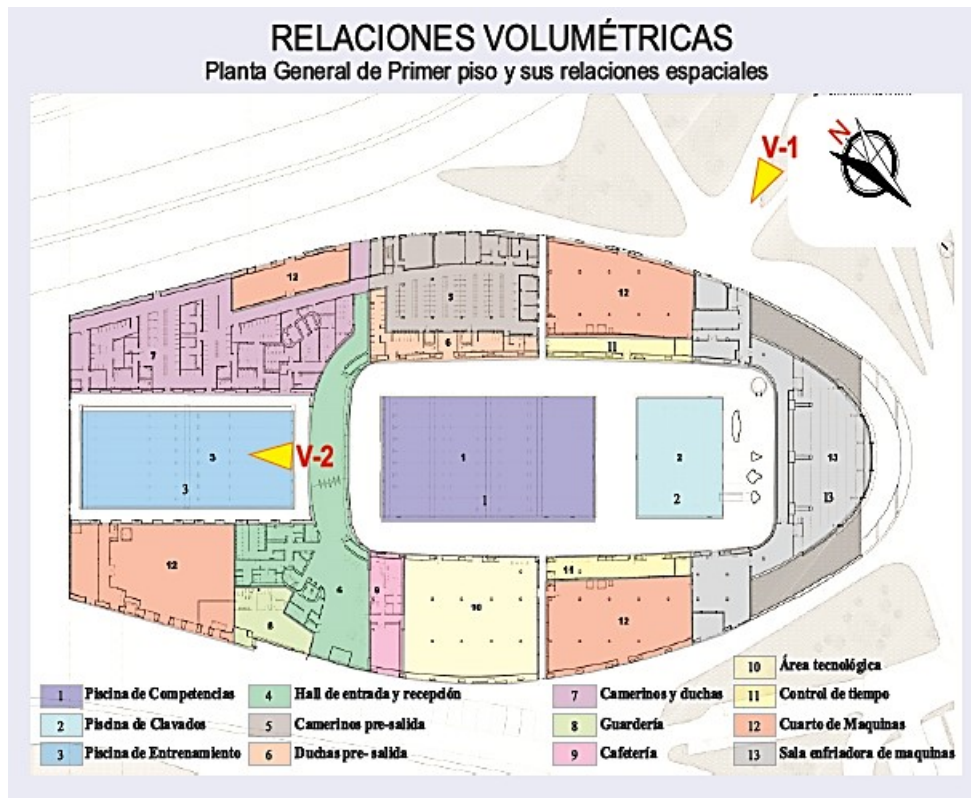 RELACIONES VOLUMÉTRICAS
Planta General de Primer piso y sus relaciones espaciales
V-1
N
12
5
12
7
6
11
3
V-2
1
2
13
3
1
2
13
12
4
9
10
11
12
8
10 Área tecnológica
1 Piscina de Competencias
4 Hall de entrada y recepción
7 Camerinos y duchas
11 Control de tiempo
2 Piscina de Clavados
5 Camerinos pre-salida
8 Guardería
12 Cuarto de Maquinas
3 Piscina de Entrenamiento
6 Duchas pre- salida
9 Cafetería
13 Sala enfriadora de maquinas